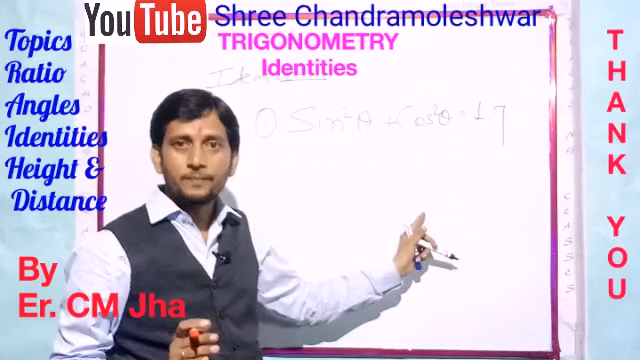 YouTube Shree Chandramoleshwar
TRIGONOMETRY
Identities
Topics
Ratio
Angles
Identities
Height &
Distance
By
Er. CM Jha
① Sin²θ + Cos²θ = 1
THANK
YOU